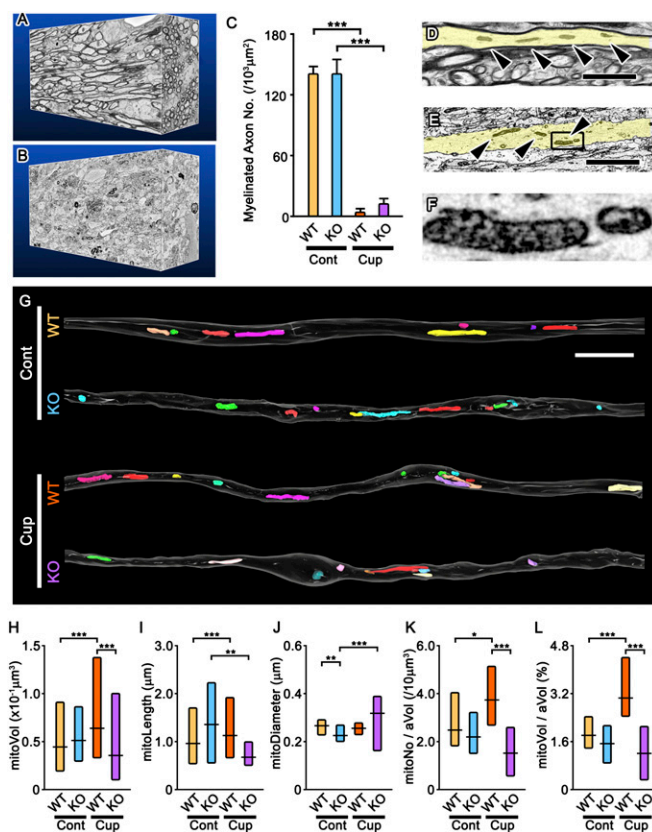 A
B
C
Myelinated Axon No. (/10³μm²)
180
120
60
0
***
***
WT
KO
WT
KO
Cont
Cup
D
E
F
G
Cont
WT
KO
Cup
WT
KO
H
mitoVol (x10⁻¹μm³)
1.5
1.0
0.5
0
***
***
WT
KO
WT
KO
Cont
Cup
I
mitoLength (μm)
3.0
2.0
1.0
0
***
**
WT
KO
WT
KO
Cont
Cup
J
mitoDiameter (μm)
0.6
0.4
0.2
0
***
**
WT
KO
WT
KO
Cont
Cup
K
mitoNo / aVol (/10μm³)
6
4
2
0
*
***
WT
KO
WT
KO
Cont
Cup
L
mitoVol / aVol (%)
4.8
3.2
1.6
0
***
***
WT
KO
WT
KO
Cont
Cup